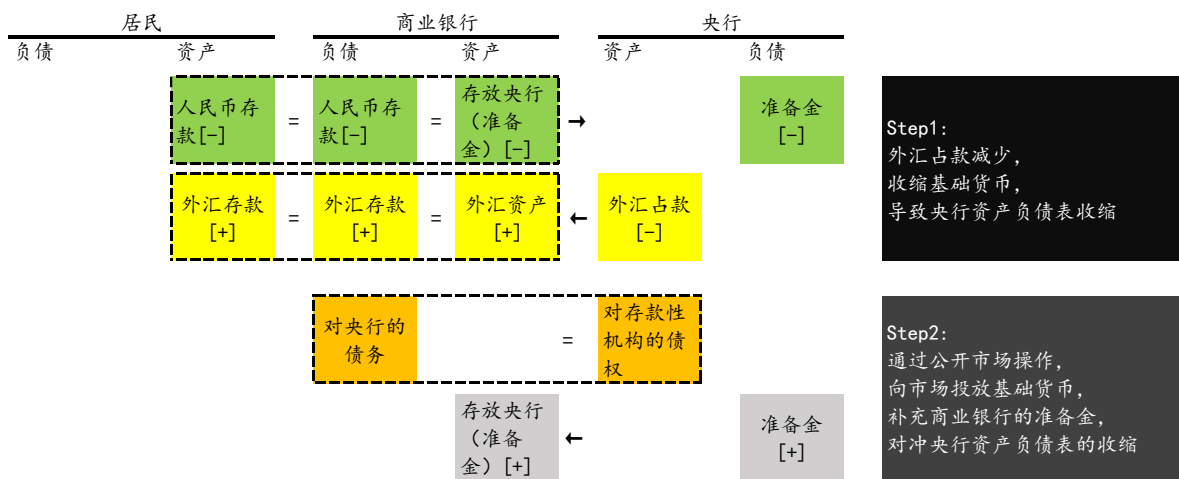 居民 商业银行 央行
负债 资产 负债 资产 资产 负债
人民币存
款[-]
=
人民币存
款[-]
=
存放央行
（准备
金）[-]
→
准备金
[-]
Step1:
外汇占款减少,
收缩基础货币,
导致央行资产负债表收缩
外汇存款
[+]
=
外汇存款
[+]
=
外汇资产
[+]
←
外汇占款
[-]
对央行的
债务
=
对存款性
机构的债
权
Step2:
通过公开市场操作,
向市场投放基础货币,
补充商业银行的准备金,
对冲央行资产负债表的收缩
存放央行
（准备
金）[+]
←
准备金
[+]